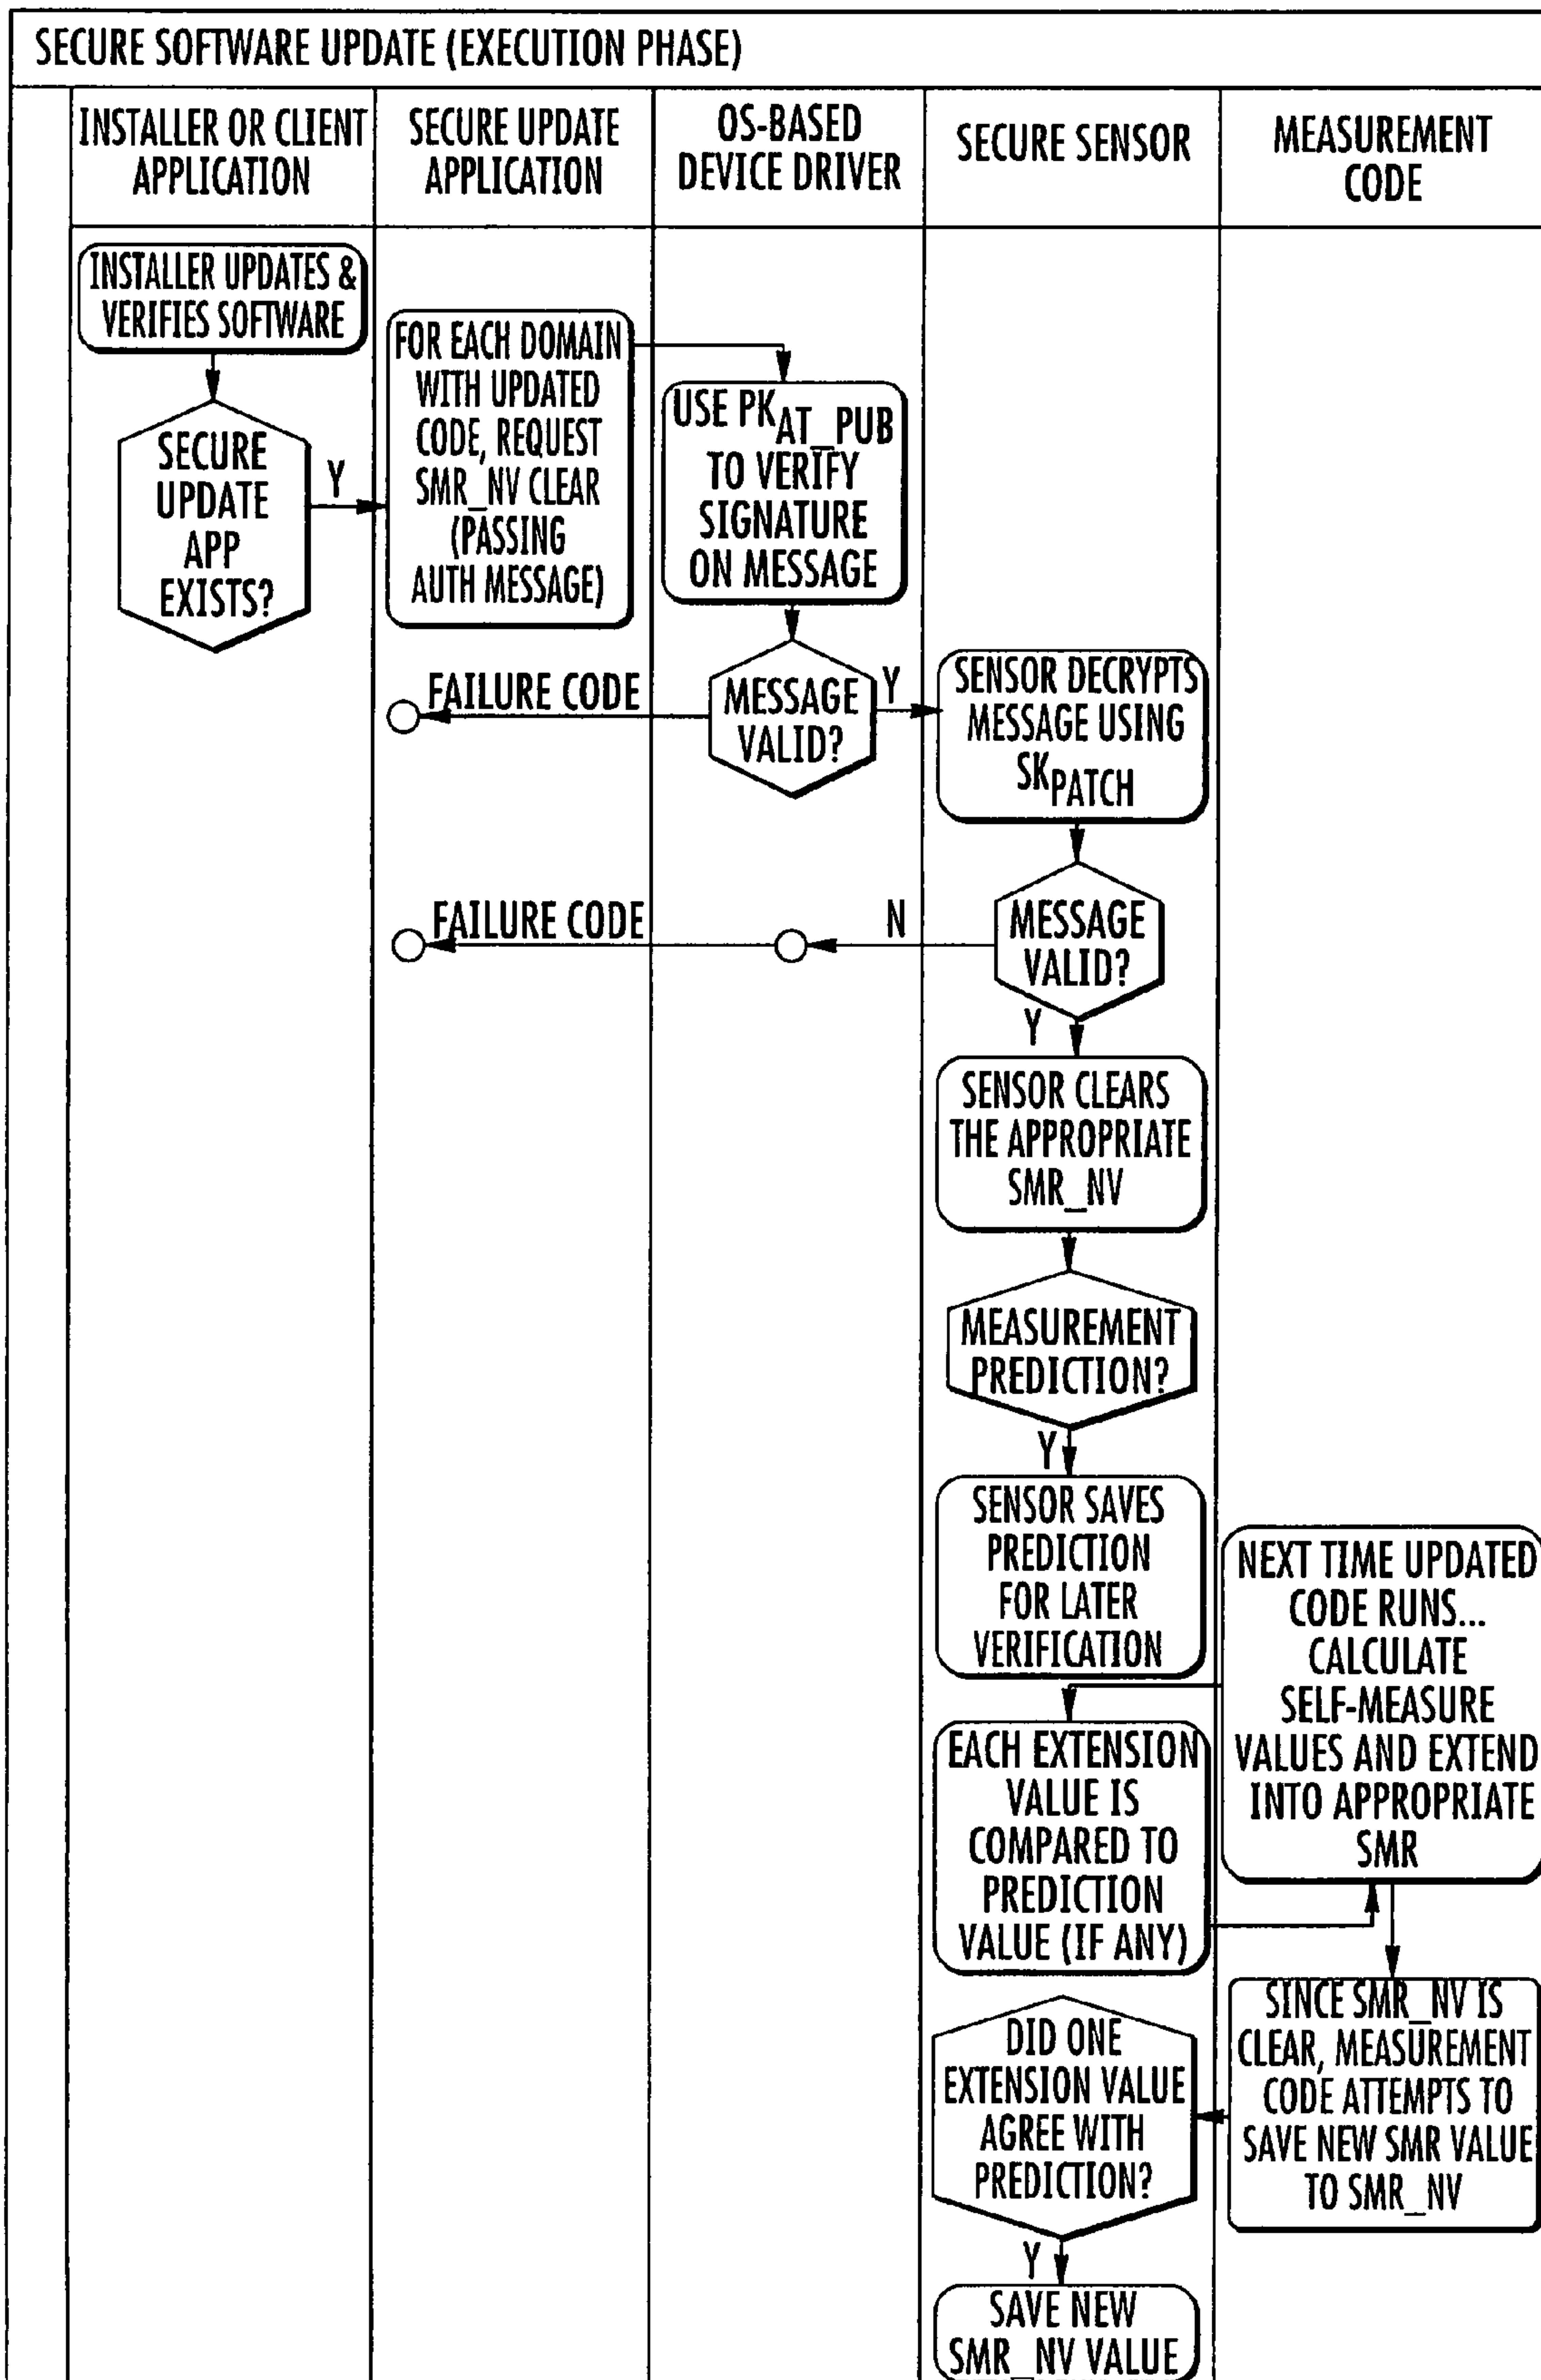 SECURE SOFTWARE UPDATE (EXECUTION PHASE)
INSTALLER OR CLIENT
APPLICATION
SECURE UPDATE
APPLICATION
OS-BASED
DEVICE DRIVER
SECURE SENSOR
MEASUREMENT
CODE
INSTALLER UPDATES &
VERIFIES SOFTWARE
SECURE
UPDATE
APP
EXISTS?
Y
FOR EACH DOMAIN
WITH UPDATED
CODE, REQUEST
SMR_NV CLEAR
(PASSING
AUTH MESSAGE)
USE PKAT_PUB
TO VERIFY
SIGNATURE
ON MESSAGE
MESSAGE
VALID?
Y
FAILURE CODE
SENSOR DECRYPTS
MESSAGE USING
SKPATCH
MESSAGE
VALID?
N
FAILURE CODE
Y
SENSOR CLEARS
THE APPROPRIATE
SMR_NV
MEASUREMENT
PREDICTION?
Y
SENSOR SAVES
PREDICTION
FOR LATER
VERIFICATION
NEXT TIME UPDATED
CODE RUNS...
CALCULATE
SELF-MEASURE
VALUES AND EXTEND
INTO APPROPRIATE
SMR
EACH EXTENSION
VALUE IS
COMPARED TO
PREDICTION
VALUE (IF ANY)
SINCE SMR_NV IS
CLEAR, MEASUREMENT
CODE ATTEMPTS TO
SAVE NEW SMR VALUE
TO SMR_NV
DID ONE
EXTENSION VALUE
AGREE WITH
PREDICTION?
Y
SAVE NEW
SMR_NV VALUE